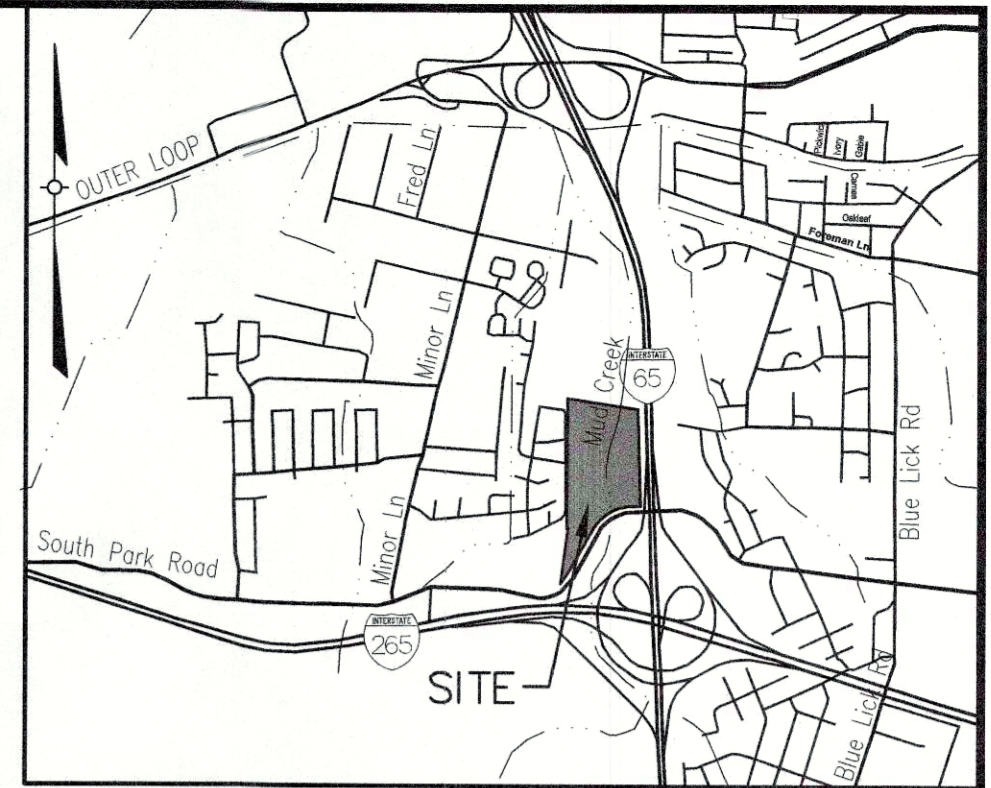 OUTER LOOP
Fred Ln
Pickwic
Ivory
Gable
Oakleaf
Foreman Ln
Minor Ln
Mud Creek
INTERSTATE
65
Blue Lick Rd
Minor Ln
South Park Road
INTERSTATE
265
SITE
Blue Lick Rd